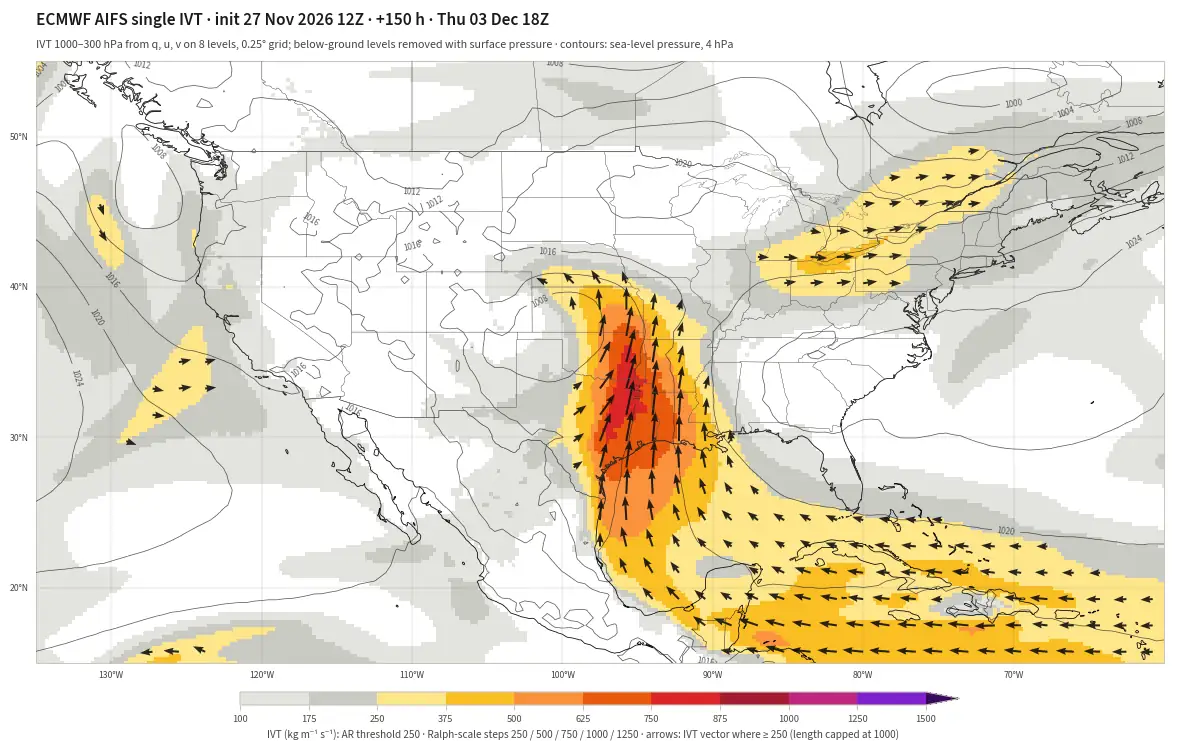 ECMWF AIFS single IVT · init 27 Nov 2026 12Z · +150 h · Thu 03 Dec 18Z
IVT 1000–300 hPa from q, u, v on 8 levels, 0.25° grid; below-ground levels removed with surface pressure · contours: sea-level pressure, 4 hPa
1004
1012
1008
1008
1000
1004
1008
50°N
1008
1020
1012
1012
1012
1016
1016
1016
1024
1016
40°N
1008
1020
1016
1024
1016
30°N
1020
20°N
1016
130°W 120°W 110°W 100°W 90°W 80°W 70°W
100 175 250 375 500 625 750 875 1000 1250 1500
IVT (kg m⁻¹ s⁻¹): AR threshold 250 · Ralph-scale steps 250 / 500 / 750 / 1000 / 1250 · arrows: IVT vector where ≥ 250 (length capped at 1000)